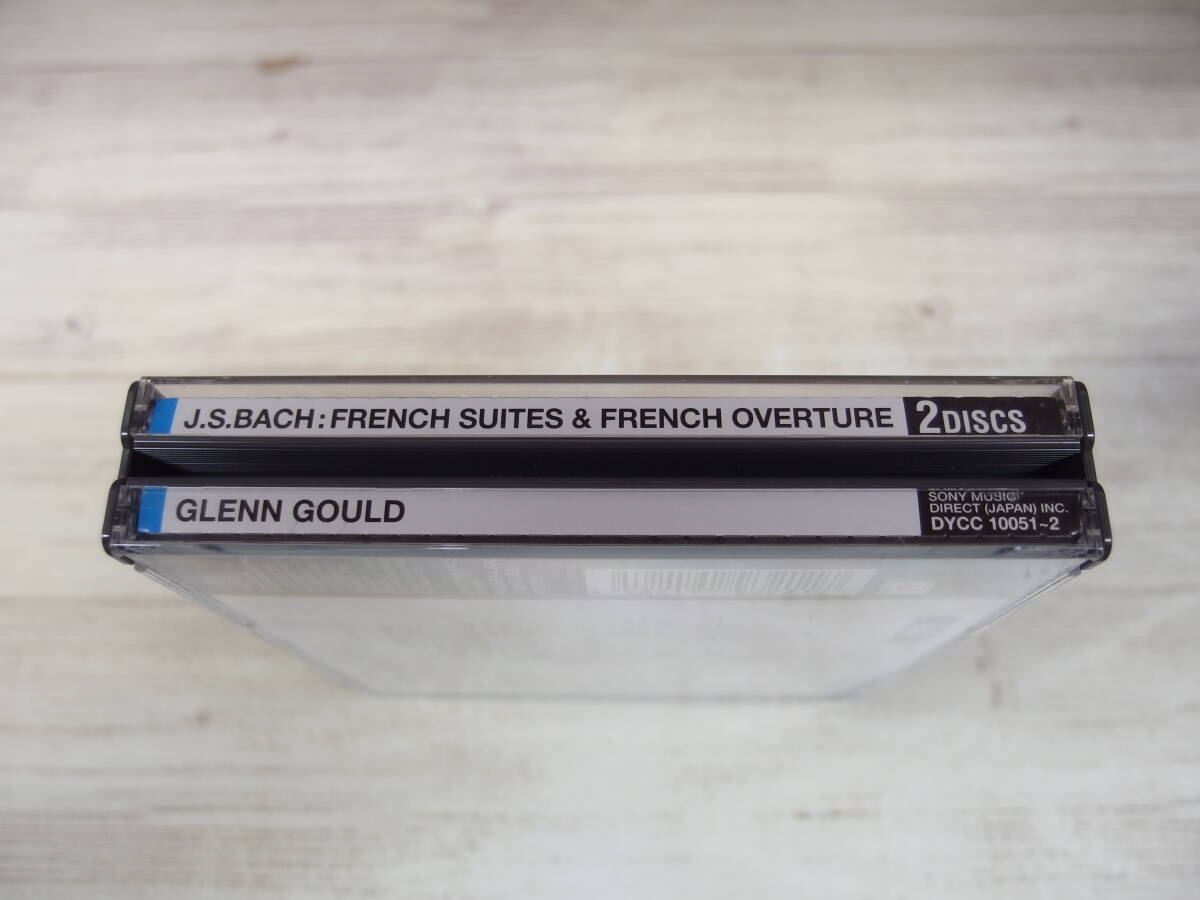 J.S.BACH:FRENCH SUITES & FRENCH OVERTURE
2DISCS
GLENN GOULD
SONY MUSIC
DIRECT (JAPAN) INC.
DYCC 10051~2